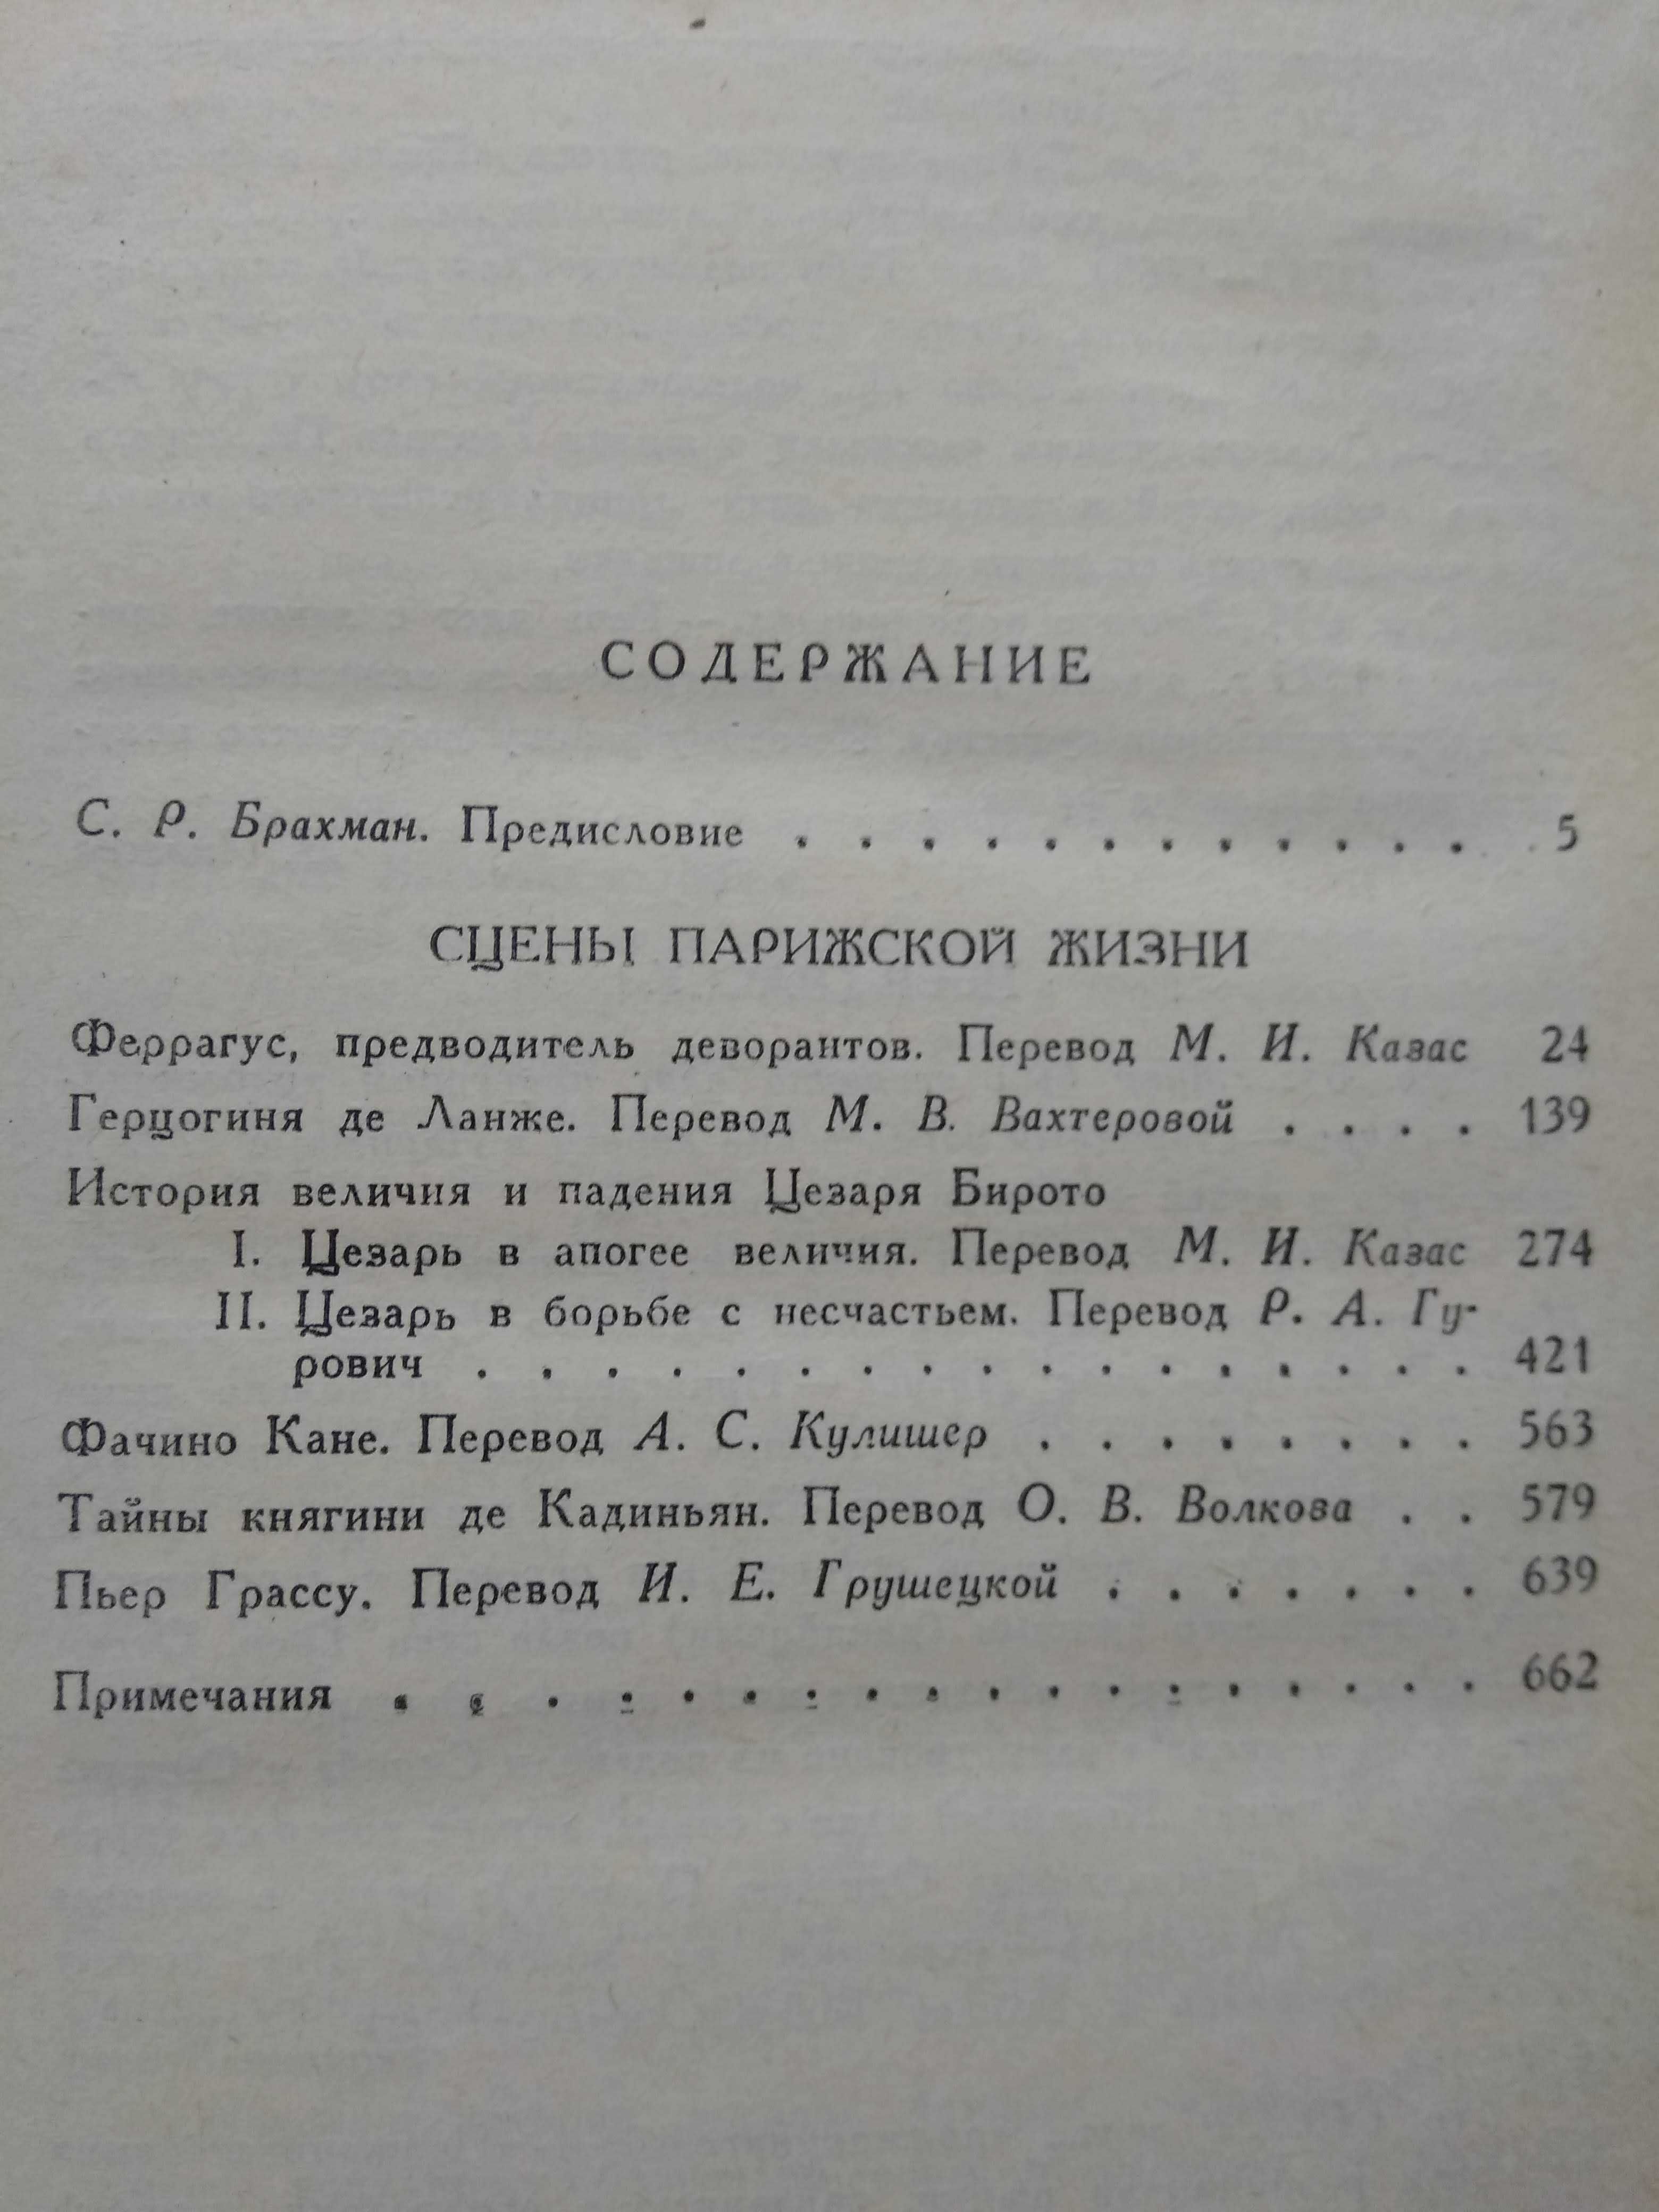 СОДЕРЖАНИЕ
С. Р. Брахман. Предисловие . . . . . . . . . . . . 5
СЦЕНЫ ПАРИЖСКОЙ ЖИЗНИ
Феррагус, предводитель деворантов. Перевод М. И. Казас 24
Герцогиня де Ланже. Перевод М. В. Вахтеровой . . . . 139
История величия и падения Цезаря Бирото
I. Цезарь в апогее величия. Перевод М. И. Казас 274
II. Цезарь в борьбе с несчастьем. Перевод Р. А. Гу-
рович . . . . . . . . . . . . . . . . . 421
Фачино Кане. Перевод А. С. Кулишер . . . . . . . . 563
Тайны княгини де Кадиньян. Перевод О. В. Волкова . . 579
Пьер Грассу. Перевод И. Е. Грушецкой . . . . . . . 639
Примечания . . . . . . . . . . . . . . . . . . 662